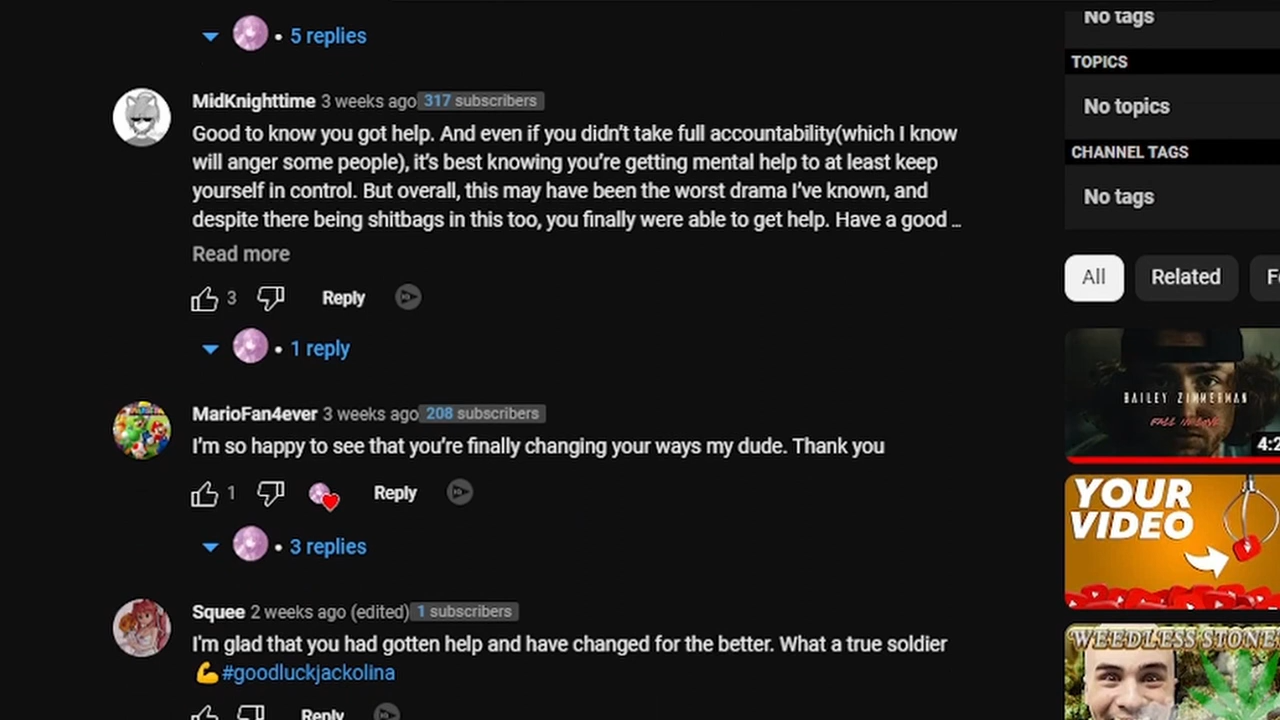 5 replies
MidKnighttime 3 weeks ago 317 subscribers
Good to know you got help. And even if you didn't take full accountability(which I know
will anger some people), it's best knowing you're getting mental help to at least keep
yourself in control. But overall, this may have been the worst drama I've known, and
despite there being shitbags in this too, you finally were able to get help. Have a good ...
Read more
3 Reply
1 reply
MarioFan4ever 3 weeks ago 208 subscribers
I'm so happy to see that you're finally changing your ways my dude. Thank you
1 Reply
3 replies
Squee 2 weeks ago (edited) 1 subscribers
I'm glad that you had gotten help and have changed for the better. What a true soldier
💪#goodluckjackolina
Reply
No tags
TOPICS
No topics
CHANNEL TAGS
No tags
All Related
BAILEY ZIMMERMAN
FALL IN LOVE
YOUR
VIDEO